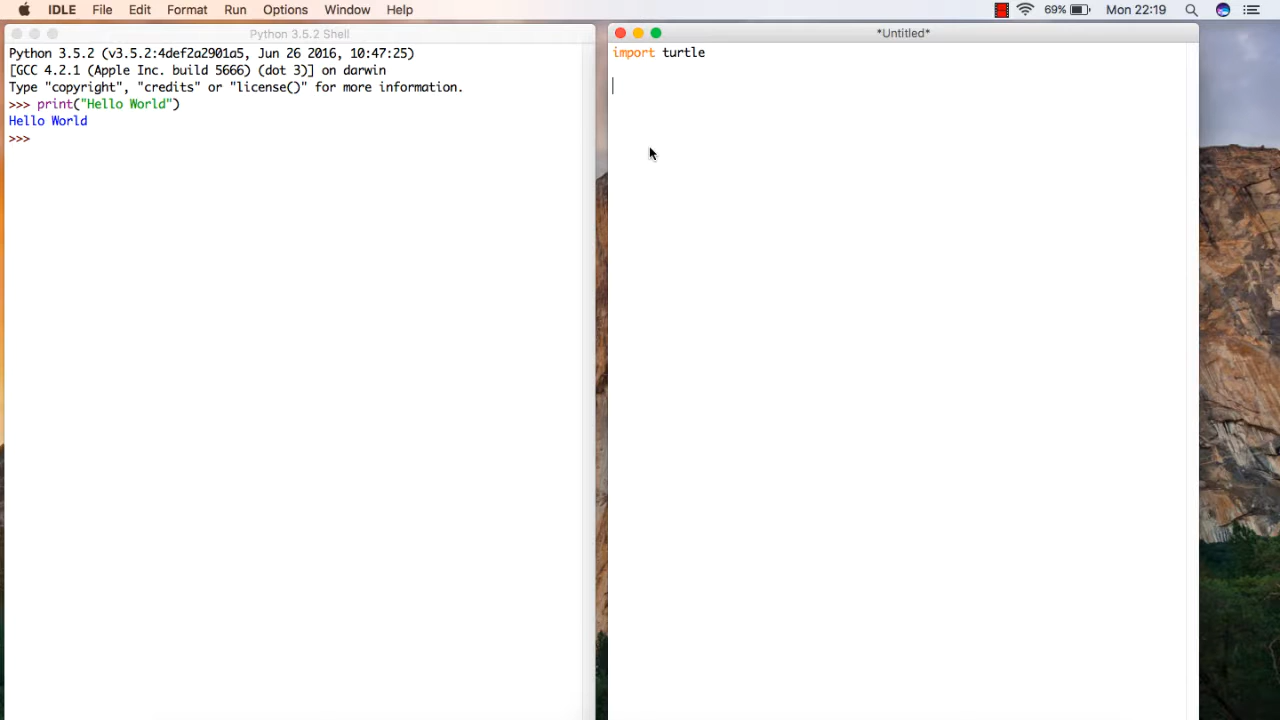 IDLE File Edit Format Run Options Window Help 69% Mon 22:19
Python 3.5.2 Shell
Python 3.5.2 (v3.5.2:4def2a2901a5, Jun 26 2016, 10:47:25)
[GCC 4.2.1 (Apple Inc. build 5666) (dot 3)] on darwin
Type "copyright", "credits" or "license()" for more information.
>>> print("Hello World")
Hello World
>>>
*Untitled*
import turtle